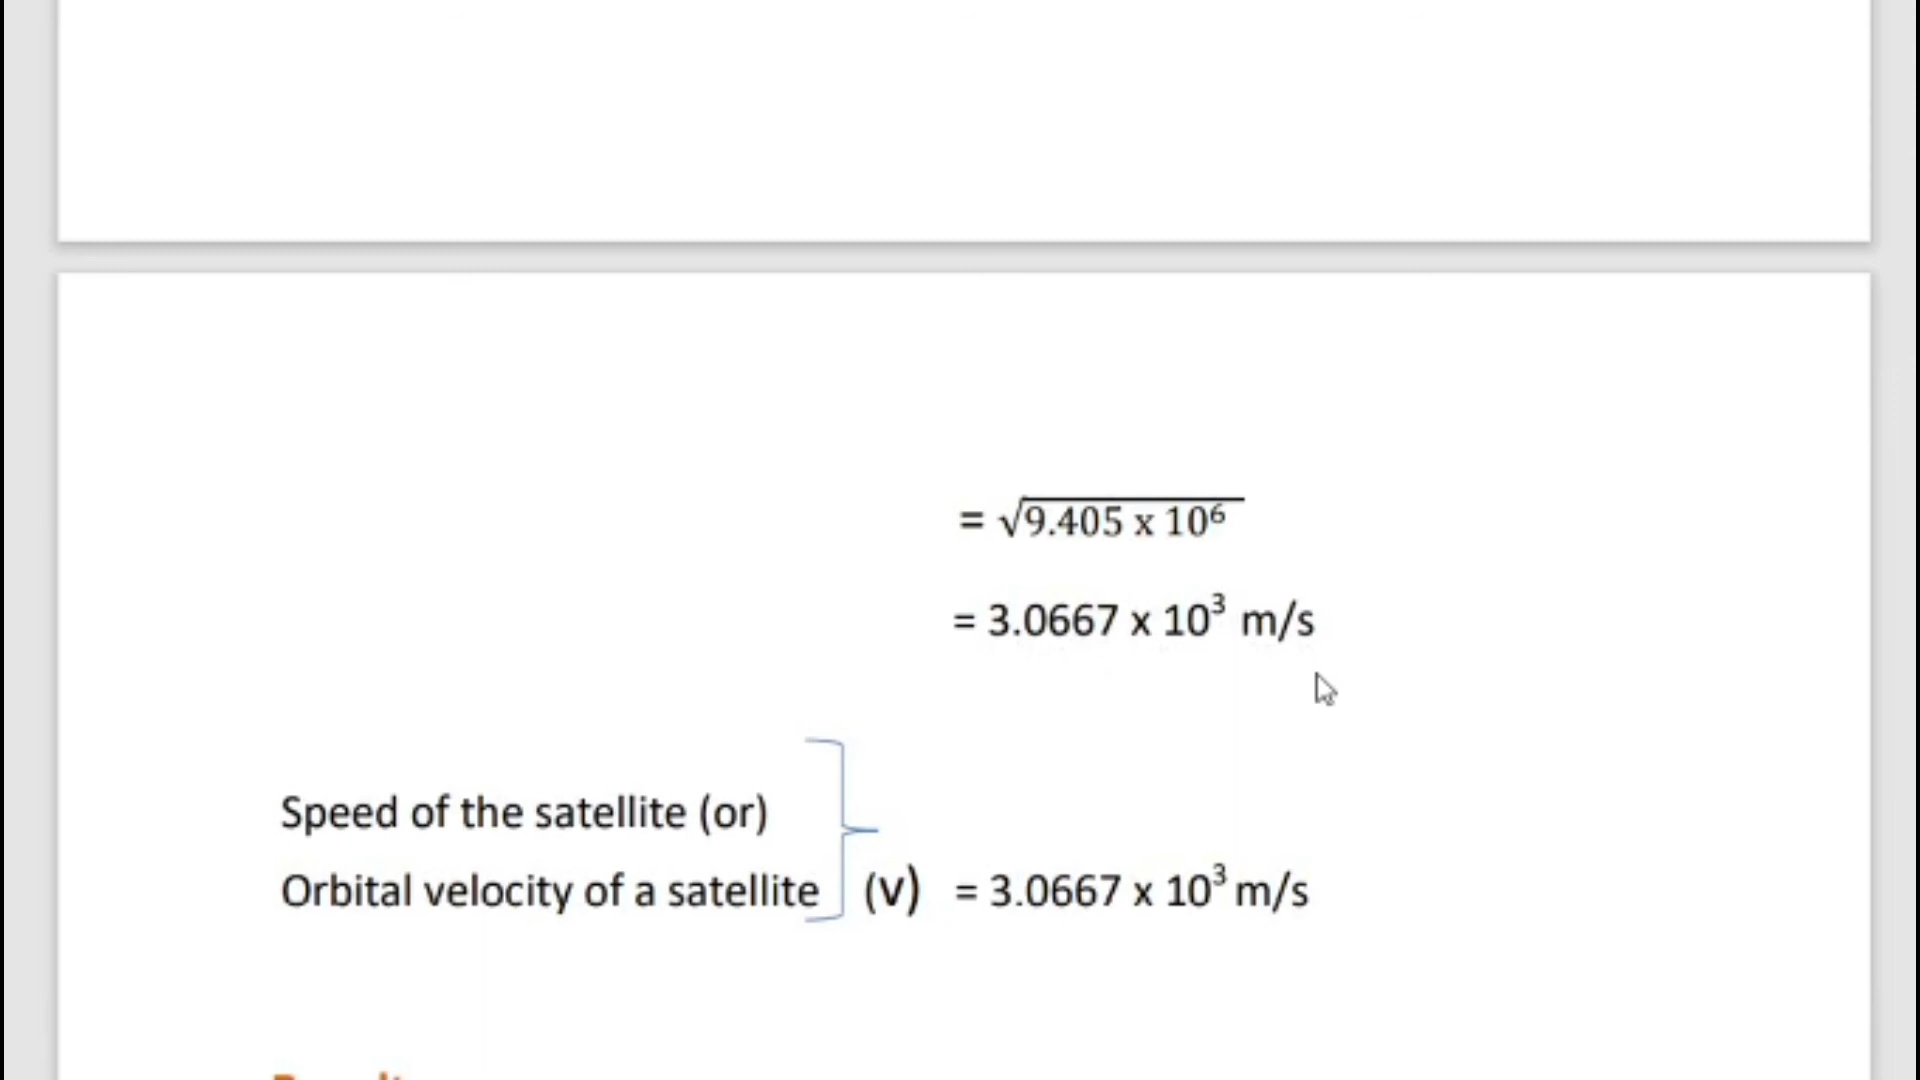 = √9.405 x 10⁶
= 3.0667 x 10³ m/s
Speed of the satellite (or)
Orbital velocity of a satellite (v) = 3.0667 x 10³ m/s